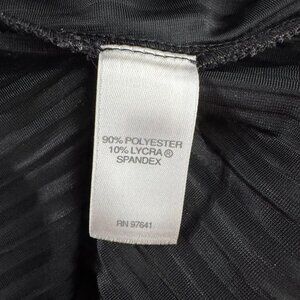 90% POLYESTER
10% LYCRA ®
SPANDEX
RN 97641